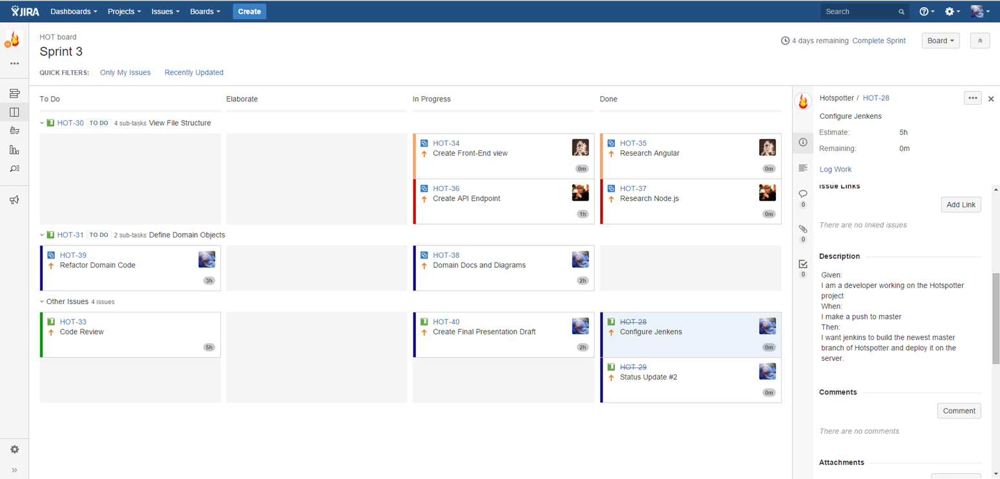 JIRA Dashboards Projects Issues Boards Create Search
HOT board
Sprint 3
4 days remaining Complete Sprint Board
QUICK FILTERS: Only My Issues Recently Updated
To Do Elaborate In Progress Done
HOT-30 TO DO 4 sub-tasks View File Structure
HOT-34
Create Front-End view
0m
HOT-35
Research Angular
0m
HOT-36
Create API Endpoint
1h
HOT-37
Research Node.js
0m
HOT-31 TO DO 2 sub-tasks Define Domain Objects
HOT-39
Refactor Domain Code
3h
HOT-38
Domain Docs and Diagrams
2h
Other Issues 4 issues
HOT-33
Code Review
5h
HOT-40
Create Final Presentation Draft
2h
HOT-28
Configure Jenkens
0m
HOT-29
Status Update #2
0m
Hotspotter / HOT-28
Configure Jenkens
Estimate: 5h
Remaining: 0m
Log Work
Issue Links
Add Link
There are no linked issues
0
0
0
Description
Given:
I am a developer working on the Hotspotter
project
When:
I make a push to master
Then:
I want jenkins to build the newest master
branch of Hotspotter and deploy it on the
server.
Comments
Comment
There are no comments
Attachments